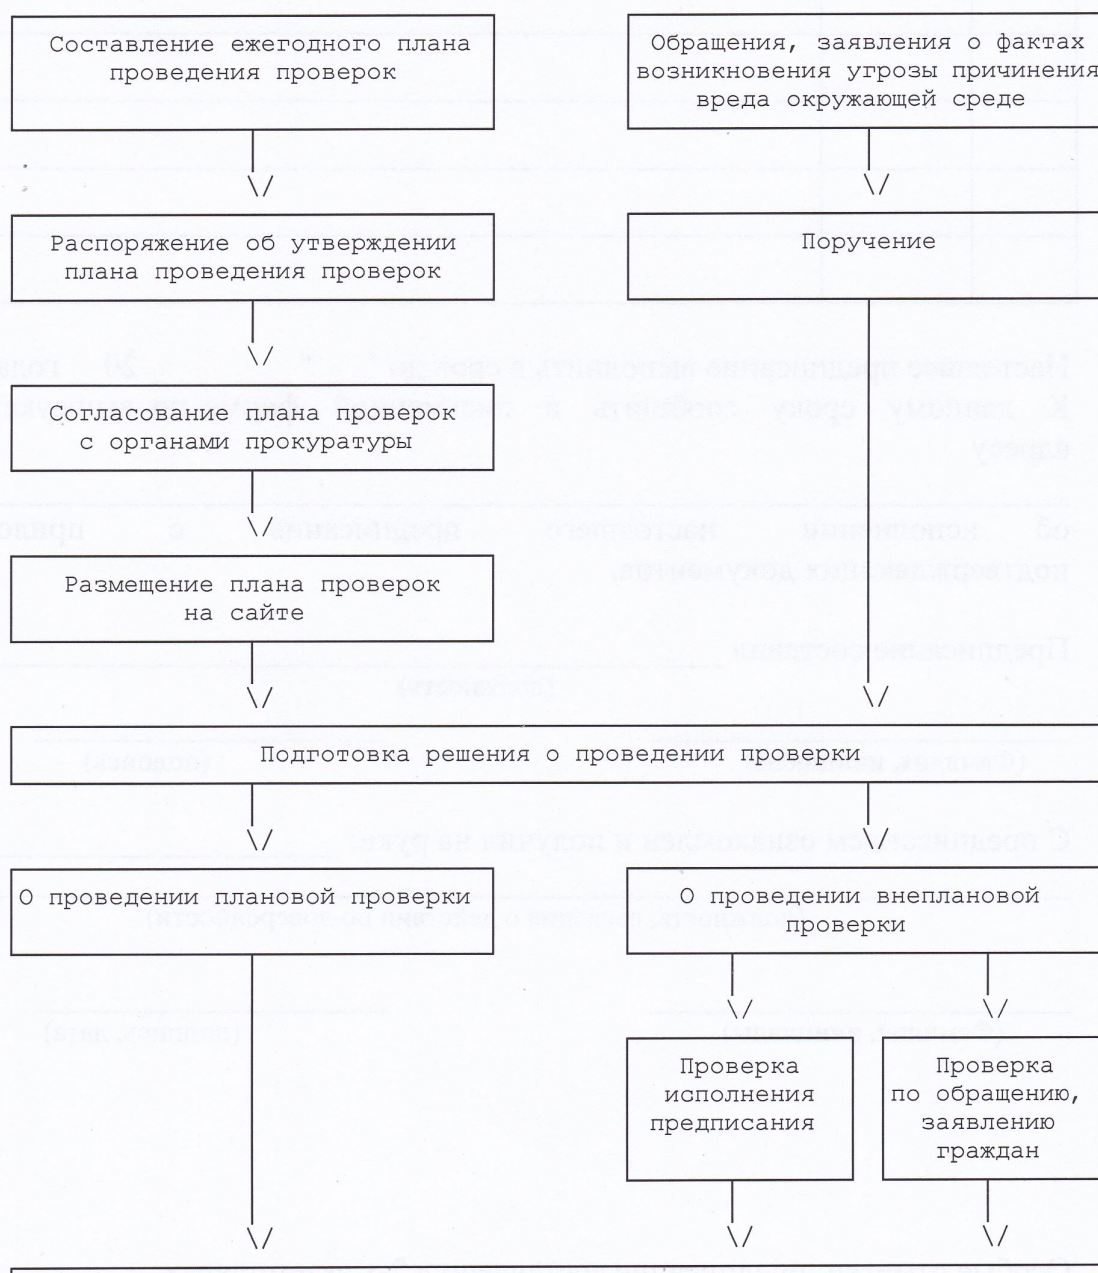 Составление ежегодного плана
проведения проверок
Обращения, заявления о фактах
возникновения угрозы причинения
вреда окружающей среде
Распоряжение об утверждении
плана проведения проверок
Поручение
Согласование плана проверок
с органами прокуратуры
Размещение плана проверок
на сайте
Подготовка решения о проведении проверки
О проведении плановой проверки
О проведении внеплановой
проверки
Проверка
исполнения
предписания
Проверка
по обращению,
заявлению
граждан